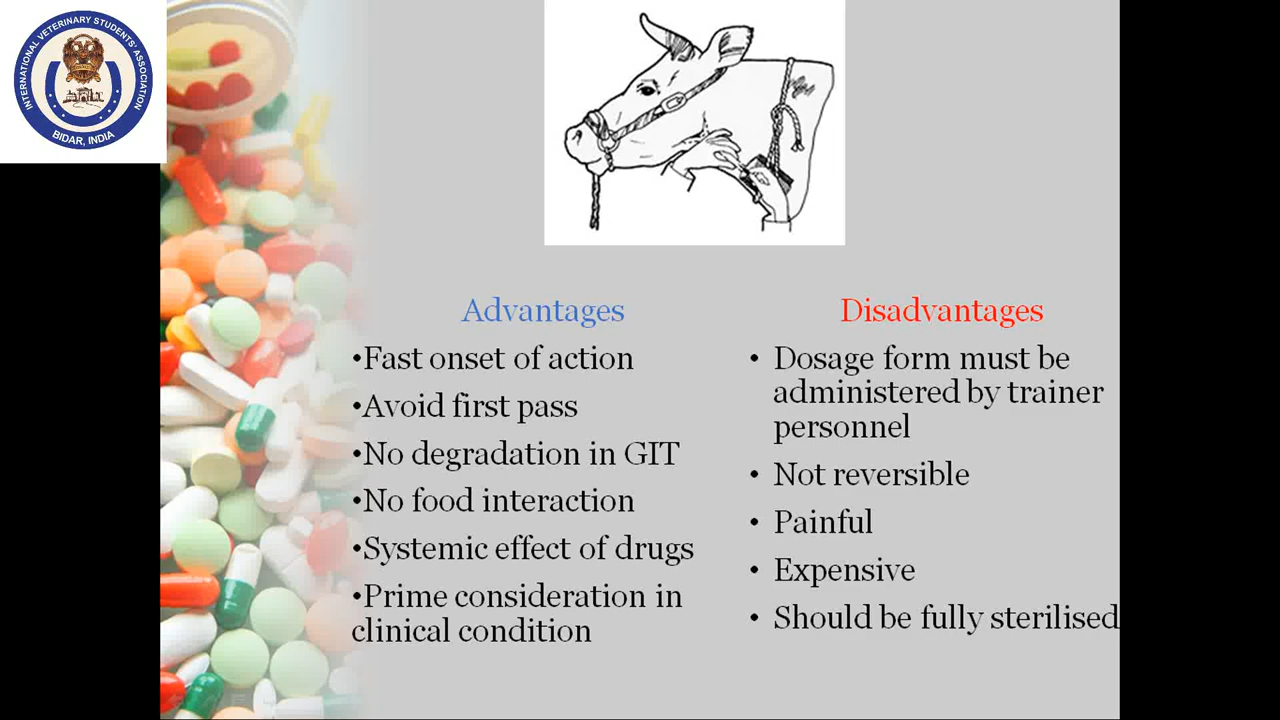 INTERNATIONAL VETERINARY STUDENTS' ASSOCIATION
BIDAR, INDIA
Advantages
•Fast onset of action
•Avoid first pass
•No degradation in GIT
•No food interaction
•Systemic effect of drugs
•Prime consideration in
clinical condition
Disadvantages
• Dosage form must be
administered by trainer
personnel
• Not reversible
• Painful
• Expensive
• Should be fully sterilised